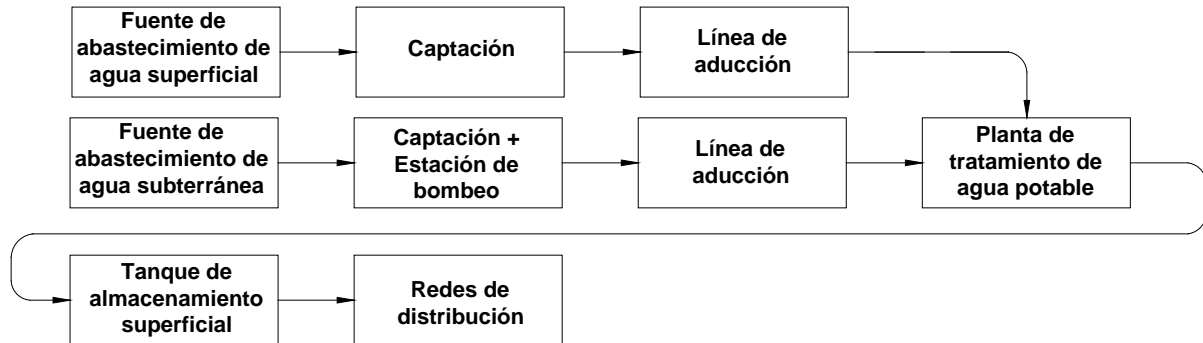 Fuente de
abastecimiento de
agua superficial
Captación
Línea de
aducción
Fuente de
abastecimiento de
agua subterránea
Captación +
Estación de
bombeo
Línea de
aducción
Planta de
tratamiento de
agua potable
Tanque de
almacenamiento
superficial
Redes de
distribución